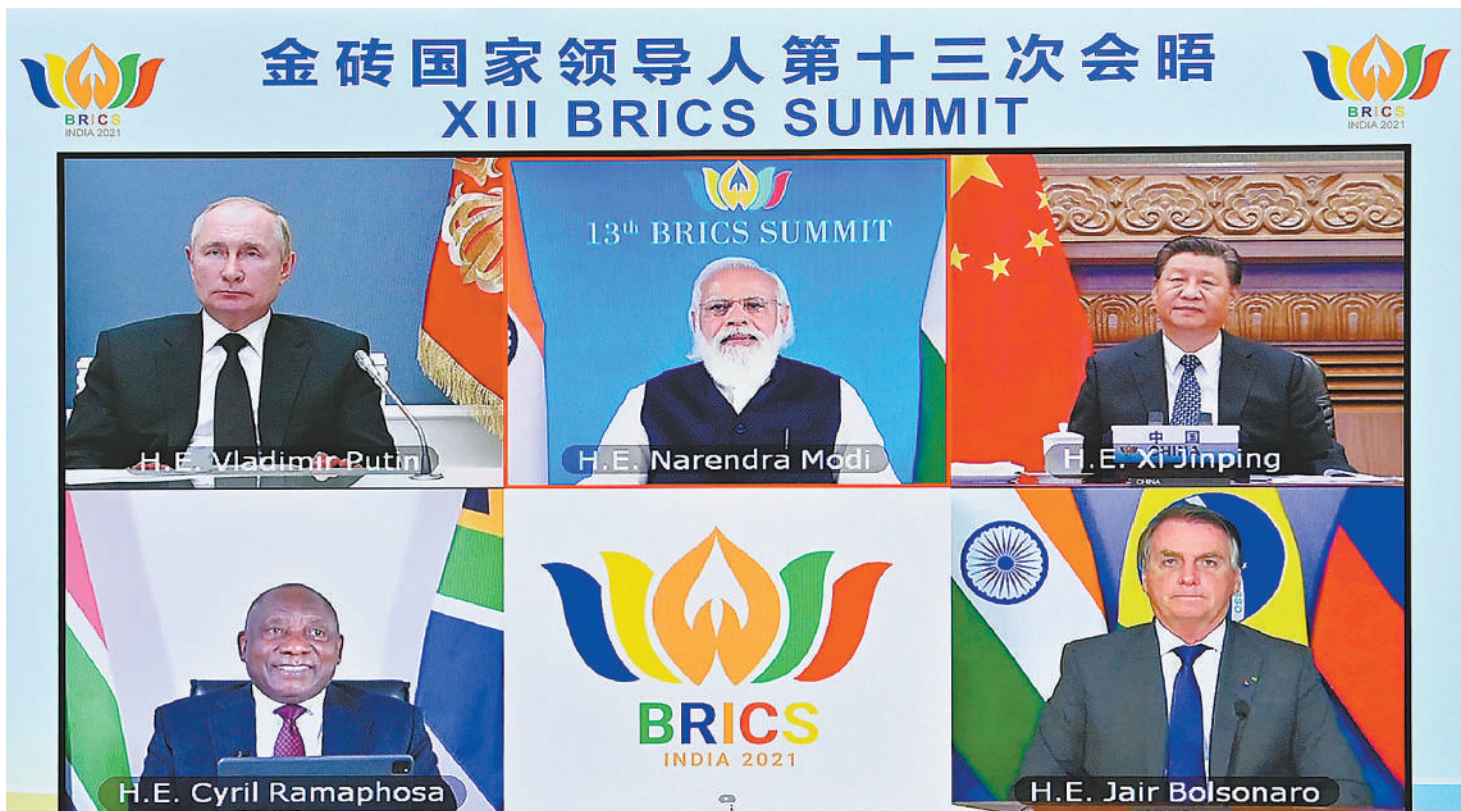 金砖国家领导人第十三次会晤
XIII BRICS SUMMIT
BRICS
INDIA 2021
BRICS
INDIA 2021
13th BRICS SUMMIT
H.E. Vladimir Putin
H.E. Narendra Modi
中国
CHINA
H.E. Xi Jinping
CHINA
BRICS
INDIA 2021
H.E. Cyril Ramaphosa
H.E. Jair Bolsonaro